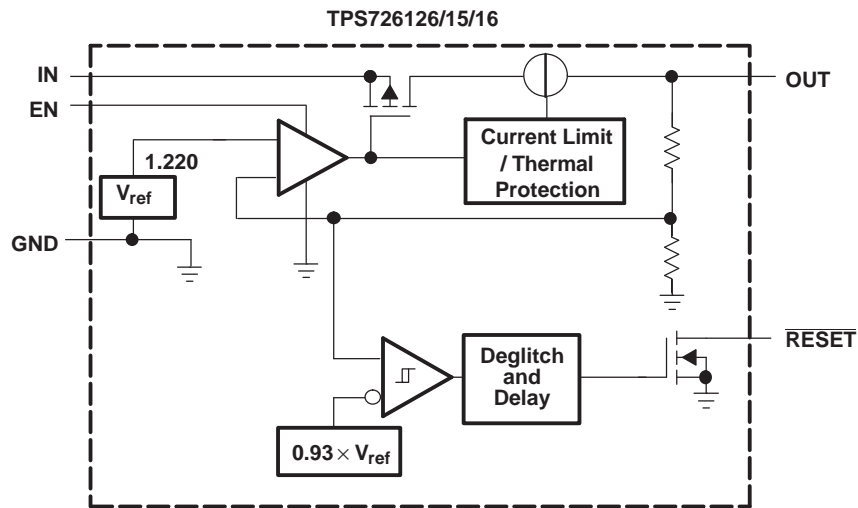 TPS726126/15/16
IN
OUT
EN
Current Limit
/ Thermal
Protection
1.220
Vref
GND
RESET
Deglitch
and
Delay
0.93 × Vref